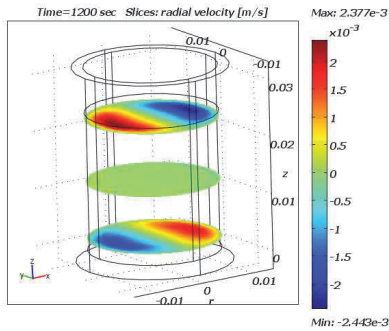 Time=1200 sec Slices: radial velocity [m/s]
Max: 2.377e-3
×10⁻³
0.01
0
-0.01
0.03
2
1.5
1
0.02
0.5
z
0
0.01
-0.5
-1
-1.5
0
-2
0.01
z
y
x
0
-0.01
r
Min: -2.443e-3